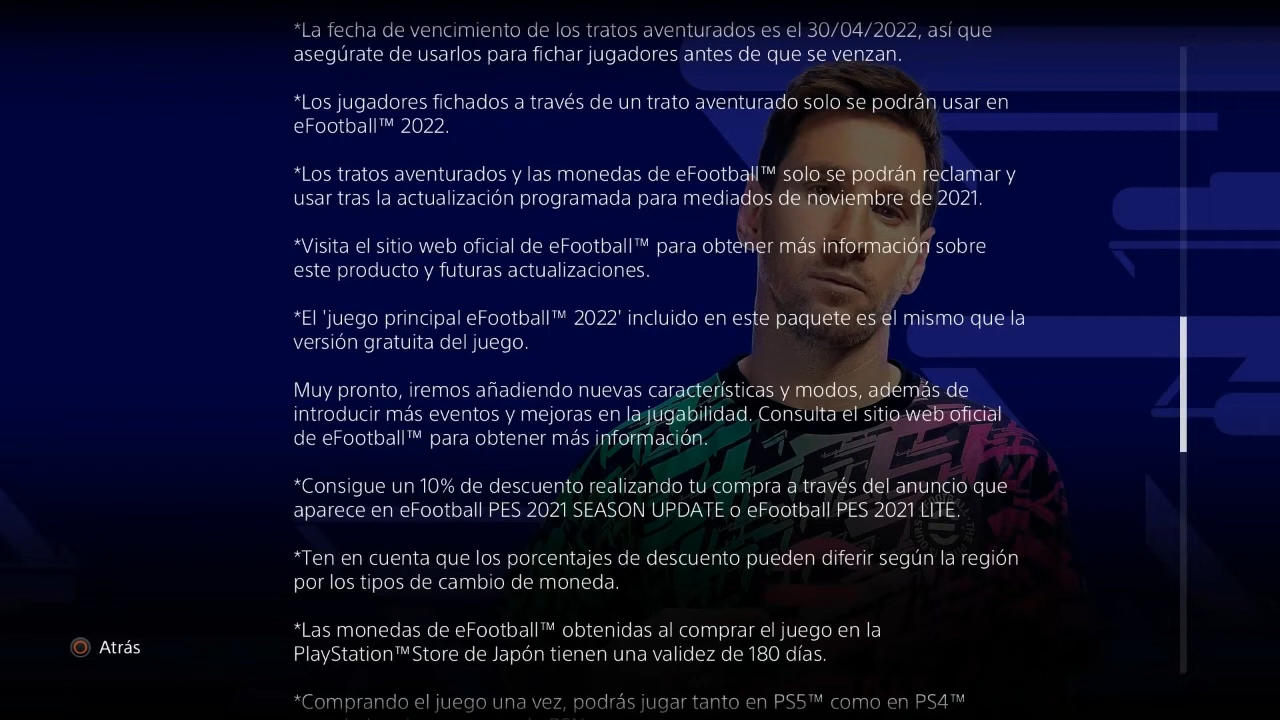 *La fecha de vencimiento de los tratos aventurados es el 30/04/2022, así que
asegúrate de usarlos para fichar jugadores antes de que se venzan.
*Los jugadores fichados a través de un trato aventurado solo se podrán usar en
eFootball™ 2022.
*Los tratos aventurados y las monedas de eFootball™ solo se podrán reclamar y
usar tras la actualización programada para mediados de noviembre de 2021.
*Visita el sitio web oficial de eFootball™ para obtener más información sobre
este producto y futuras actualizaciones.
*El 'juego principal eFootball™ 2022' incluido en este paquete es el mismo que la
versión gratuita del juego.
Muy pronto, iremos añadiendo nuevas características y modos, además de
introducir más eventos y mejoras en la jugabilidad. Consulta el sitio web oficial
de eFootball™ para obtener más información.
*Consigue un 10% de descuento realizando tu compra a través del anuncio que
aparece en eFootball PES 2021 SEASON UPDATE o eFootball PES 2021 LITE.
*Ten en cuenta que los porcentajes de descuento pueden diferir según la región
por los tipos de cambio de moneda.
*Las monedas de eFootball™ obtenidas al comprar el juego en la
PlayStation™Store de Japón tienen una validez de 180 días.
Atrás
*Comprando el juego una vez, podrás jugar tanto en PS5™ como en PS4™